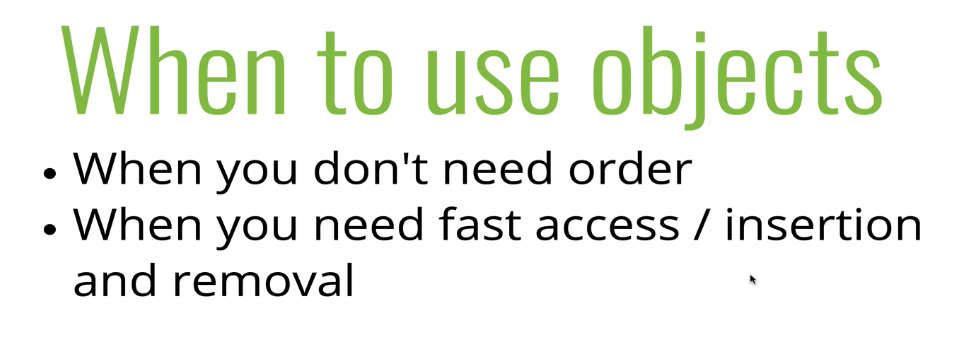 When to use objects
• When you don't need order
• When you need fast access / insertion
and removal